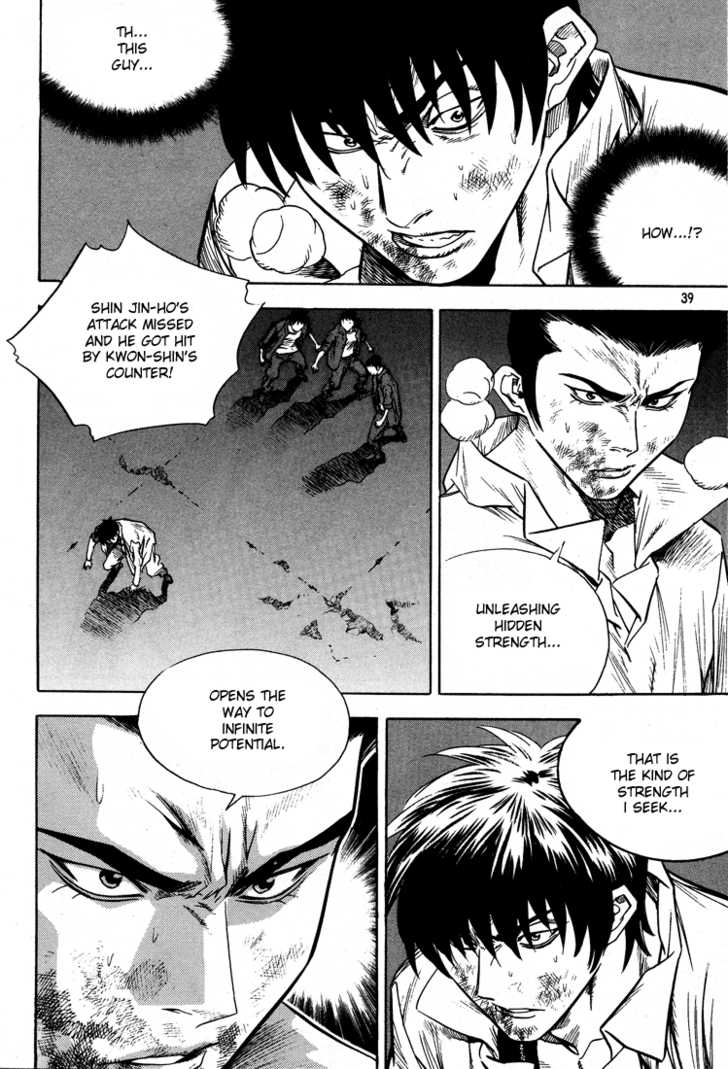 TH...
THIS
GUY...
HOW...!?
39
SHIN JIN-HO'S
ATTACK MISSED
AND HE GOT HIT
BY KWON-SHIN'S
COUNTER!
UNLEASHING
HIDDEN
STRENGTH...
OPENS THE
WAY TO
INFINITE
POTENTIAL.
THAT IS
THE KIND OF
STRENGTH
I SEEK...